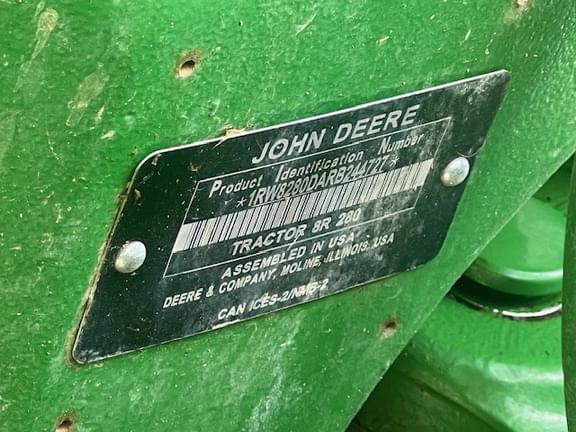 JOHN DEERE
Product Identification Number
*1RW8280DARB244727*
TRACTOR 8R 280
ASSEMBLED IN USA
DEERE & COMPANY, MOLINE, ILLINOIS, USA
CAN ICES-2/NMB-2